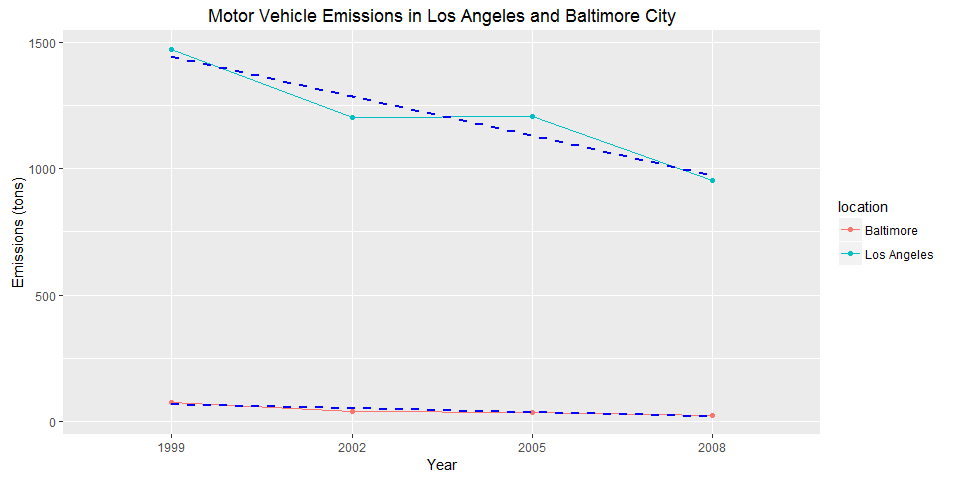 Motor Vehicle Emissions in Los Angeles and Baltimore City
1500
1000
500
0
Emissions (tons)
1999
2002
2005
2008
Year
location
Baltimore
Los Angeles